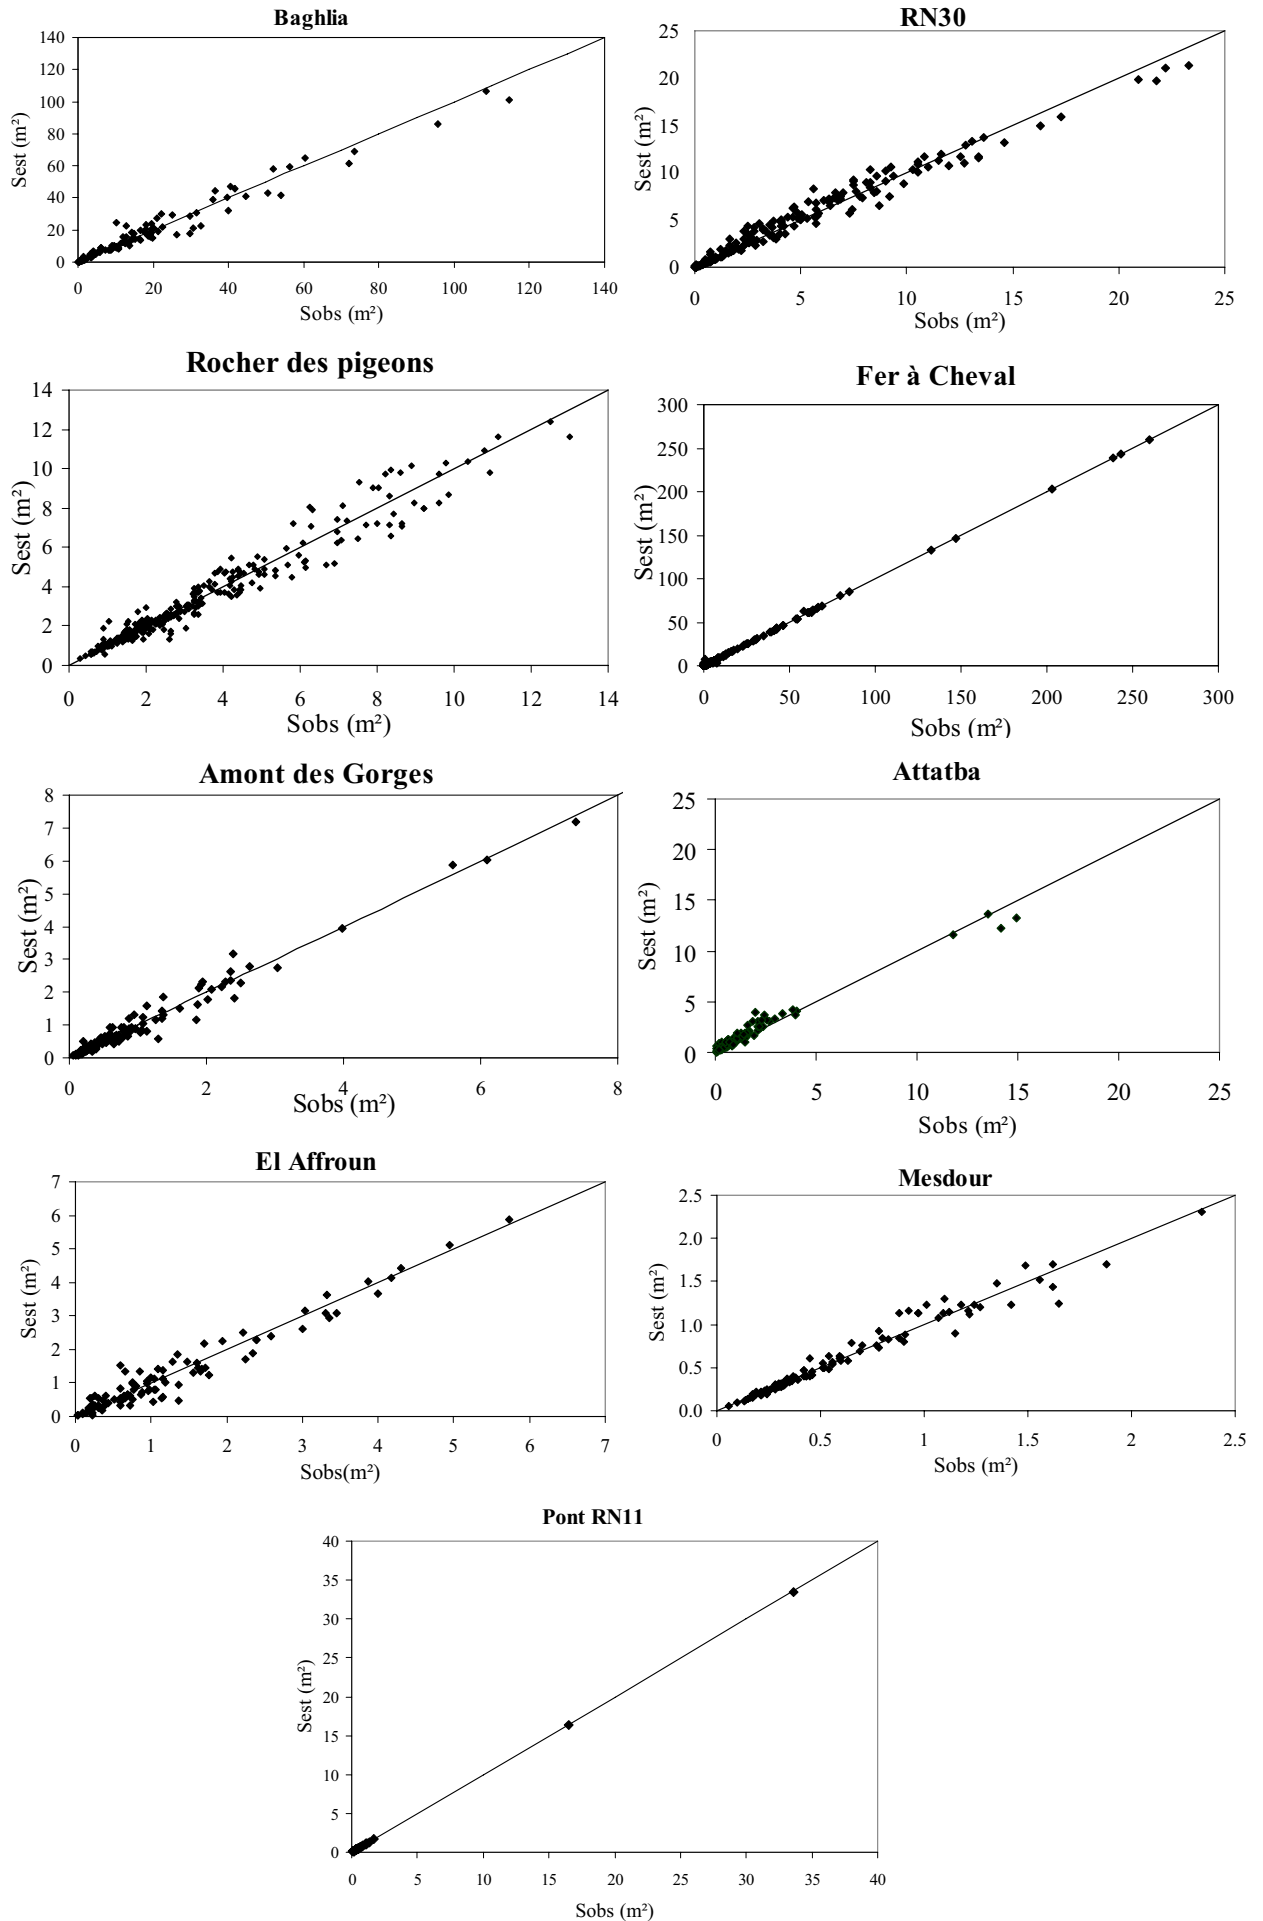 Baghlia
140
120
100
80
60
40
20
0
Sest (m²)
0 20 40 60 80 100 120 140
Sobs (m²)
RN30
25
20
15
10
5
0
Sest (m²)
0 5 10 15 20 25
Sobs (m²)
Rocher des pigeons
14
12
10
8
6
4
2
0
Sest (m²)
0 2 4 6 8 10 12 14
Sobs (m²)
Fer à Cheval
300
250
200
150
100
50
0
Sest (m²)
0 50 100 150 200 250 300
Sobs (m²)
Amont des Gorges
8
7
6
5
4
3
2
1
0
Sest (m²)
0 2 4 6 8
Sobs (m²)
Attatba
25
20
15
10
5
0
Sest (m²)
0 5 10 15 20 25
Sobs (m²)
El Affroun
7
6
5
4
3
2
1
0
Sest (m²)
0 1 2 3 4 5 6 7
Sobs(m²)
Mesdour
2.5
2.0
1.5
1.0
0.5
0.0
Sest (m²)
0 0.5 1 1.5 2 2.5
Sobs (m²)
Pont RN11
40
35
30
25
20
15
10
5
0
Sest (m²)
0 5 10 15 20 25 30 35 40
Sobs (m²)